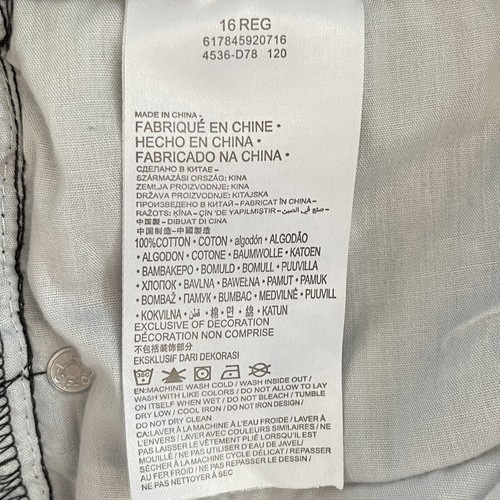 16 REG
617845920716
4536-D78 120
MADE IN CHINA -
FABRIQUÉ EN CHINE •
HECHO EN CHINA •
FABRICADO NA CHINA •
СДЕЛАНО В КИТАЕ -
SZÁRMAZÁSI ORSZÁG: KINA
ZEMLJA PROIZVODNJE: KINA
DRŽAVA PROIZVODNJE: KITAJSKA
ПРОИЗВЕДЕНО В КИТАЙ - FABRICAT ÎN CHINA -
RAŽOTS: ĶĪNA - ÇİN 'DE YAPILMIŞTIR - صنع في الصين -
中国製 - DIBUAT DI CINA
中国制造 - 中國製造
100%COTTON • COTON • algodón • ALGODÃO
• ALGODON • COTONE • BAUMWOLLE • KATOEN
• ΒΑΜΒΑΚΕΡΟ • BOMULD • BOMULL • PUUVILLA
• ХЛОПОК • BAVLNA • BAWEŁNA • PAMUT • PAMUK
• BOMBAŽ • ПАМУК • BUMBAC • MEDVILNĖ • PUUVILL
• KOKVILNA • قطن • 棉 • 면 • 綿 • KATUN
EXCLUSIVE OF DECORATION
DÉCORATION NON COMPRISE
不包括装饰部分
EKSKLUSIF DARI DEKORASI
EN:MACHINE WASH COLD / WASH INSIDE OUT /
WASH WITH LIKE COLORS / DO NOT ALLOW TO LAY
ON ITSELF WHEN WET / DO NOT BLEACH / TUMBLE
DRY LOW / COOL IRON / DO NOT IRON DESIGN/
DO NOT DRY CLEAN
CA:LAVER À LA MACHINE À L'EAU FROIDE / LAVER
À L'ENVERS / LAVER AVEC COULEURS SIMILAIRES / NE
PAS LAISSER LE VÊTEMENT PLIÉ LORSQU'IL EST
MOUILLÉ / NE PAS UTILISER D'EAU DE JAVEL /
SÉCHER À LA MACHINE CYCLE DÉLICAT / REPASSER
À BASSE TEMPÉRATURE / NE PAS REPASSER LE DESSIN /
NE PAS NETTOYER À SEC/